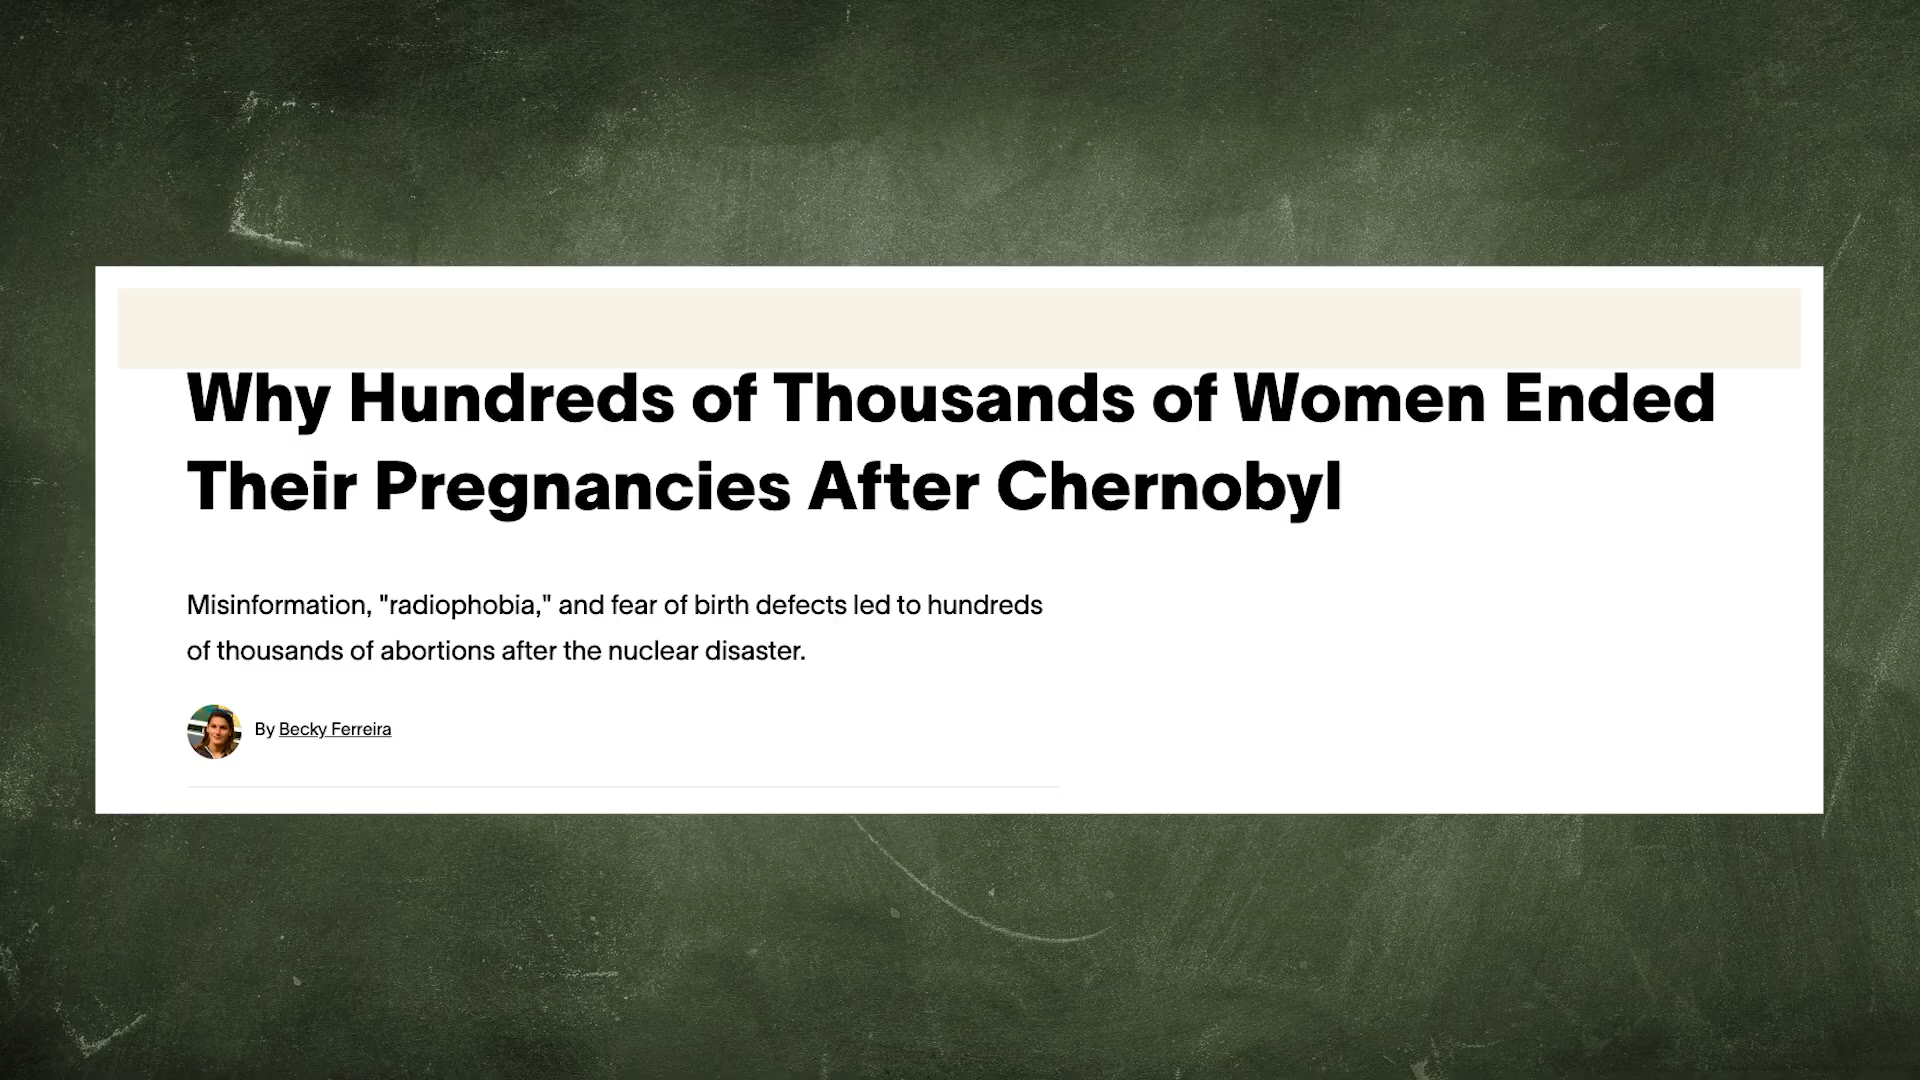 Why Hundreds of Thousands of Women Ended
Their Pregnancies After Chernobyl
Misinformation, "radiophobia," and fear of birth defects led to hundreds
of thousands of abortions after the nuclear disaster.
By Becky Ferreira